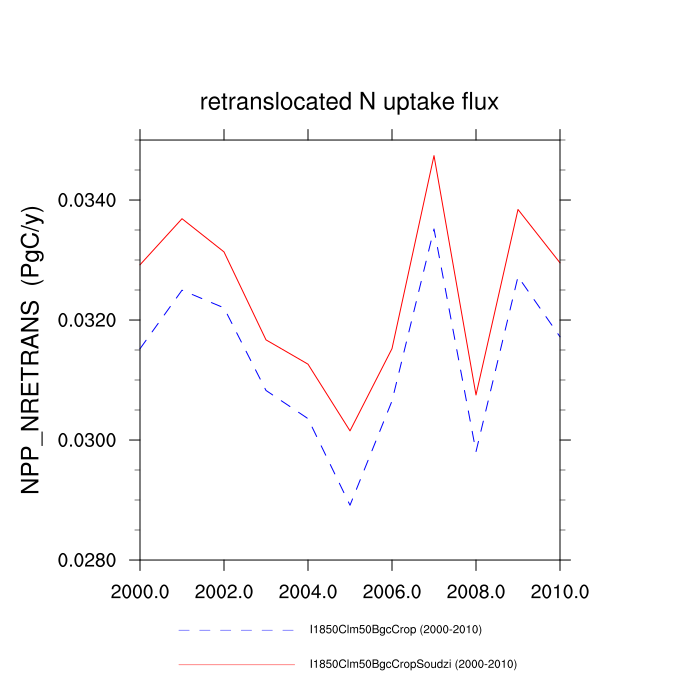 retranslocated N uptake flux
NPP_NRETRANS (PgC/y)
0.0340
0.0320
0.0300
0.0280
2000.0 2002.0 2004.0 2006.0 2008.0 2010.0
I1850Clm50BgcCrop (2000-2010)
I1850Clm50BgcCropSoudzi (2000-2010)